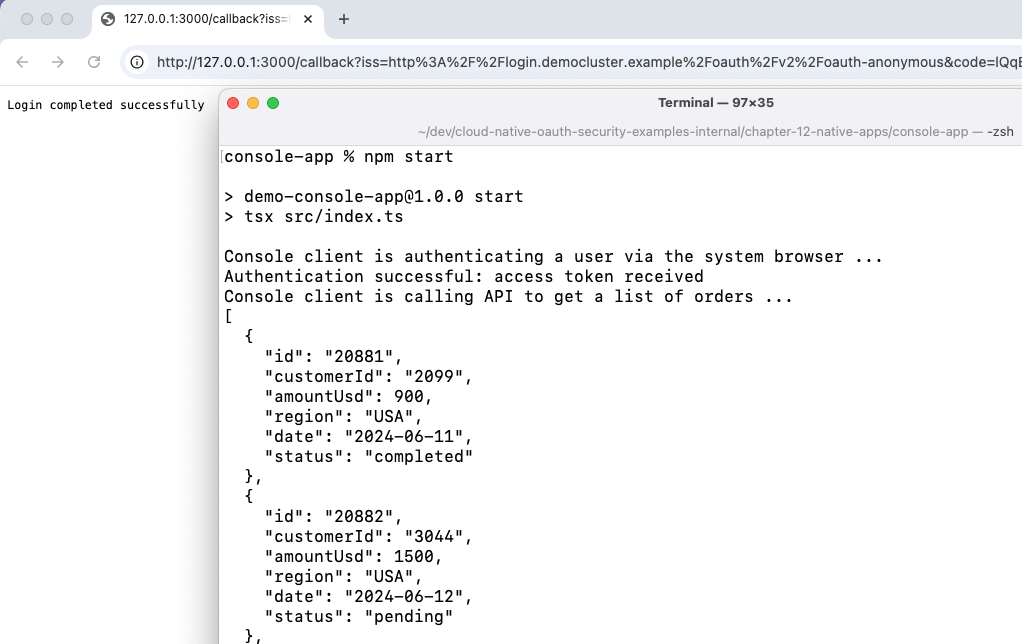 127.0.0.1:3000/callback?iss=
http://127.0.0.1:3000/callback?iss=http%3A%2F%2Flogin.democluster.example%2Foauth%2Fv2%2Foauth-anonymous&code=
Login completed successfully
Terminal — 97×35
~/dev/cloud-native-oauth-security-examples-internal/chapter-12-native-apps/console-app — -zsh
[console-app % npm start
> demo-console-app@1.0.0 start
> tsx src/index.ts
Console client is authenticating a user via the system browser ...
Authentication successful: access token received
Console client is calling API to get a list of orders ...
[
{
"id": "20881",
"customerId": "2099",
"amountUsd": 900,
"region": "USA",
"date": "2024-06-11",
"status": "completed"
},
{
"id": "20882",
"customerId": "3044",
"amountUsd": 1500,
"region": "USA",
"date": "2024-06-12",
"status": "pending"
},